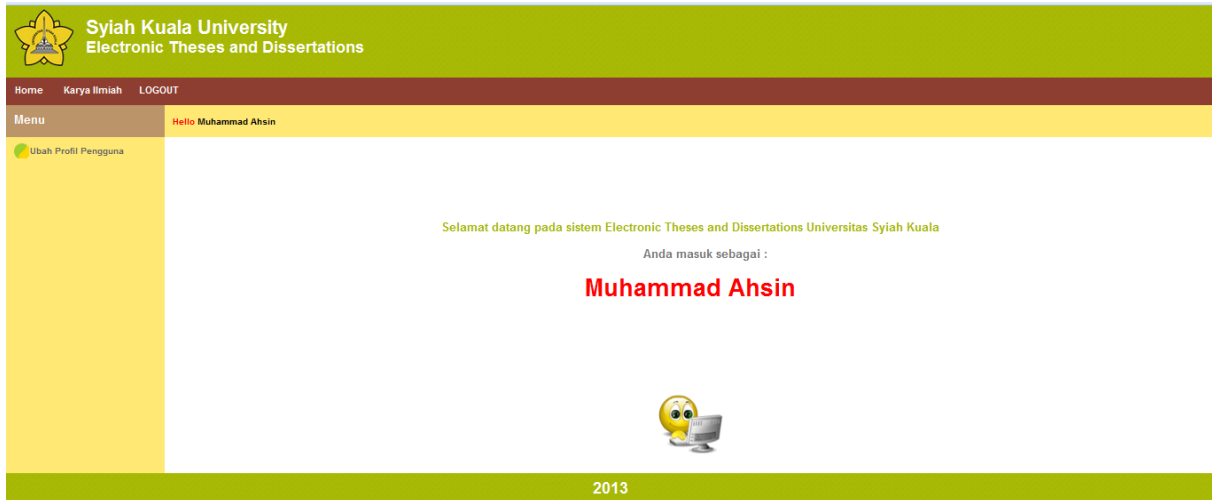 Syiah Kuala University
Electronic Theses and Dissertations
Home Karya Ilmiah LOGOUT
Menu
Hello Muhammad Ahsin
Ubah Profil Pengguna
Selamat datang pada sistem Electronic Theses and Dissertations Universitas Syiah Kuala
Anda masuk sebagai :
Muhammad Ahsin
2013